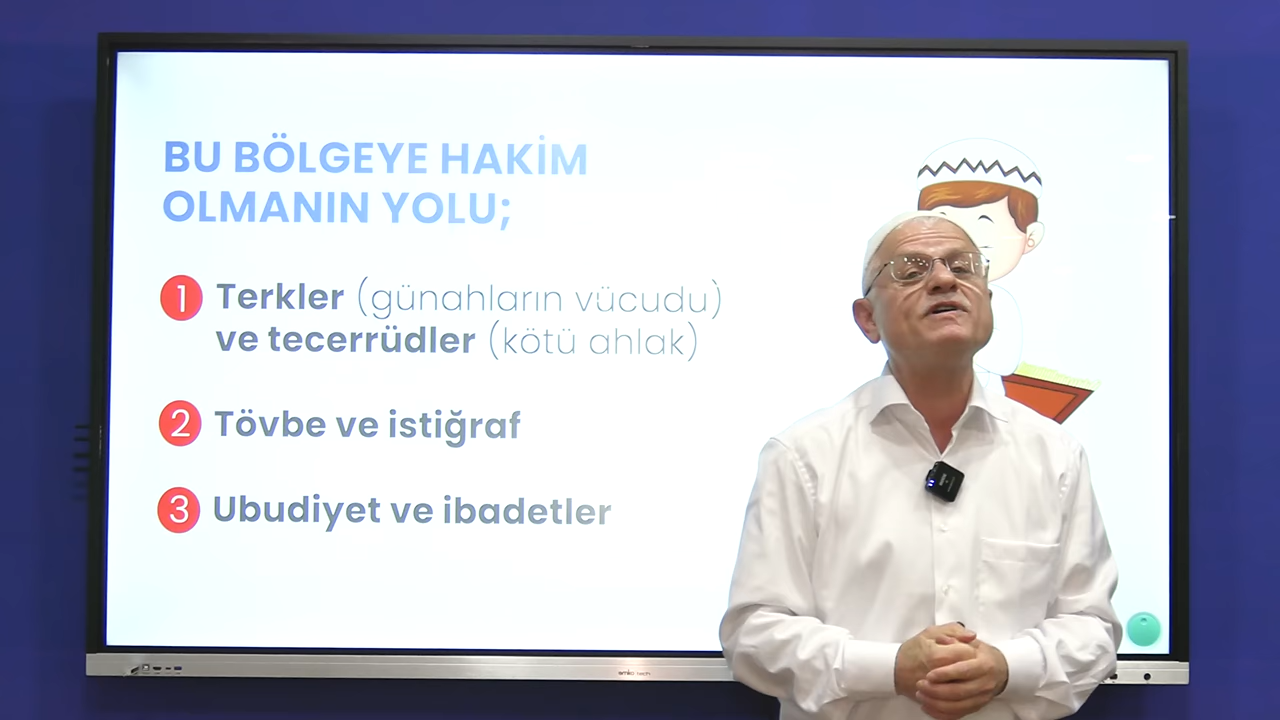 BU BÖLGEYE HAKİM
OLMANIN YOLU;
1 Terkler (günahların vücudu)
ve tecerrüdler (kötü ahlak)
2 Tövbe ve istiğraf
3 Ubudiyet ve ibadetler